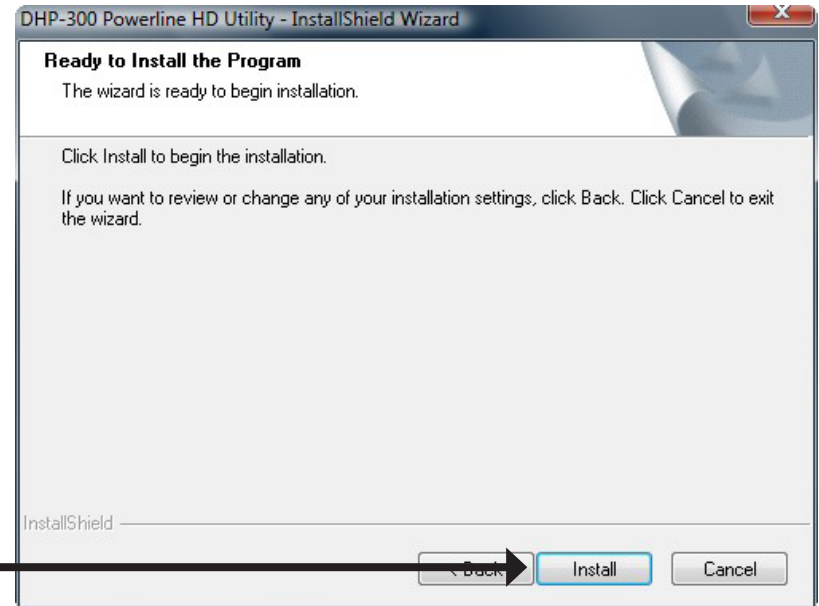 DHP-300 Powerline HD Utility - InstallShield Wizard
Ready to Install the Program
The wizard is ready to begin installation.
Click Install to begin the installation.
If you want to review or change any of your installation settings, click Back. Click Cancel to exit
the wizard.
InstallShield
< Back Install Cancel